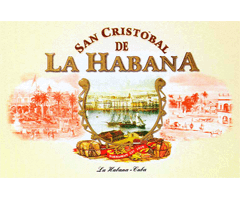 SAN CRISTOBAL
DE
LA HABANA
La Habana - Cuba